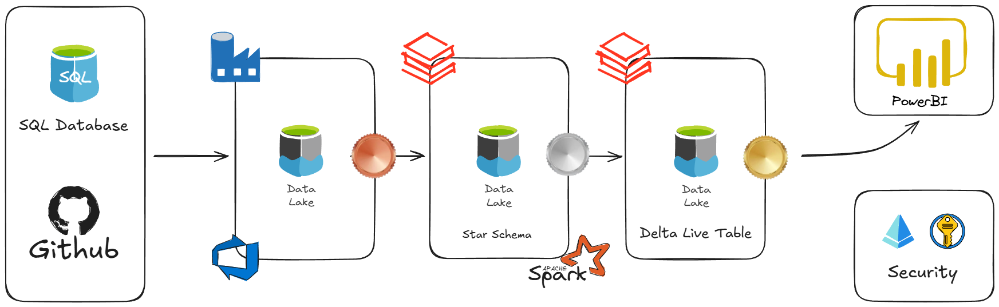 SQL
SQL Database
Github
Data
Lake
Data
Lake
Star Schema
APACHE
Spark
Data
Lake
Delta Live Table
PowerBI
Security